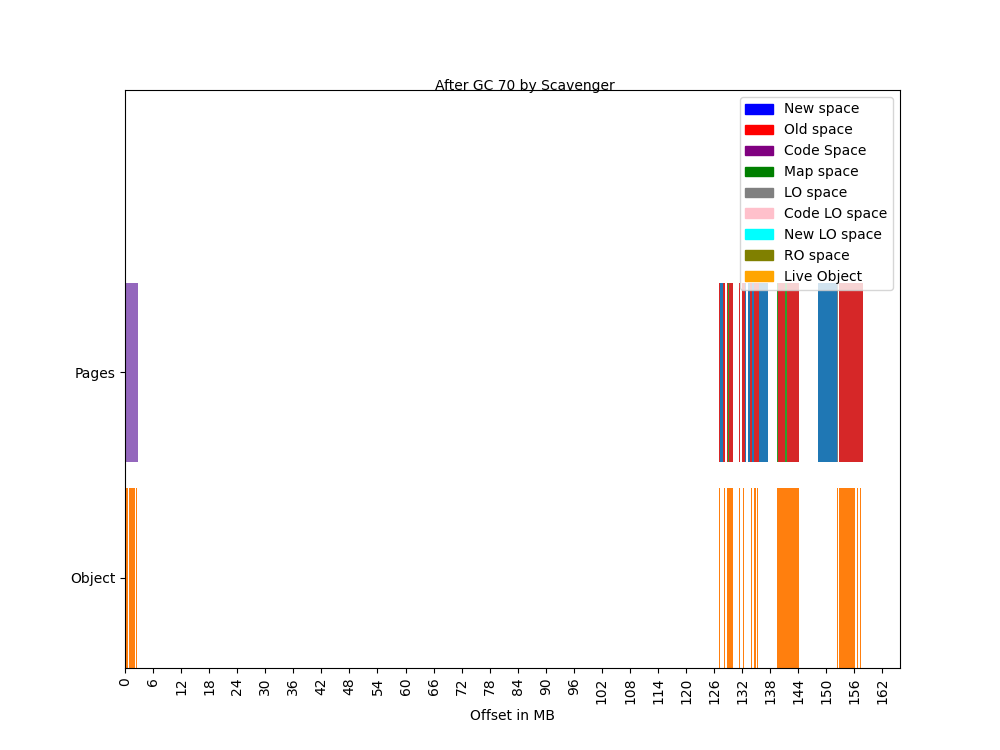 After GC 70 by Scavenger
New space
Old space
Code Space
Map space
LO space
Code LO space
New LO space
RO space
Live Object
Pages
Object
0 6 12 18 24 30 36 42 48 54 60 66 72 78 84 90 96 102 108 114 120 126 132 138 144 150 156 162
Offset in MB